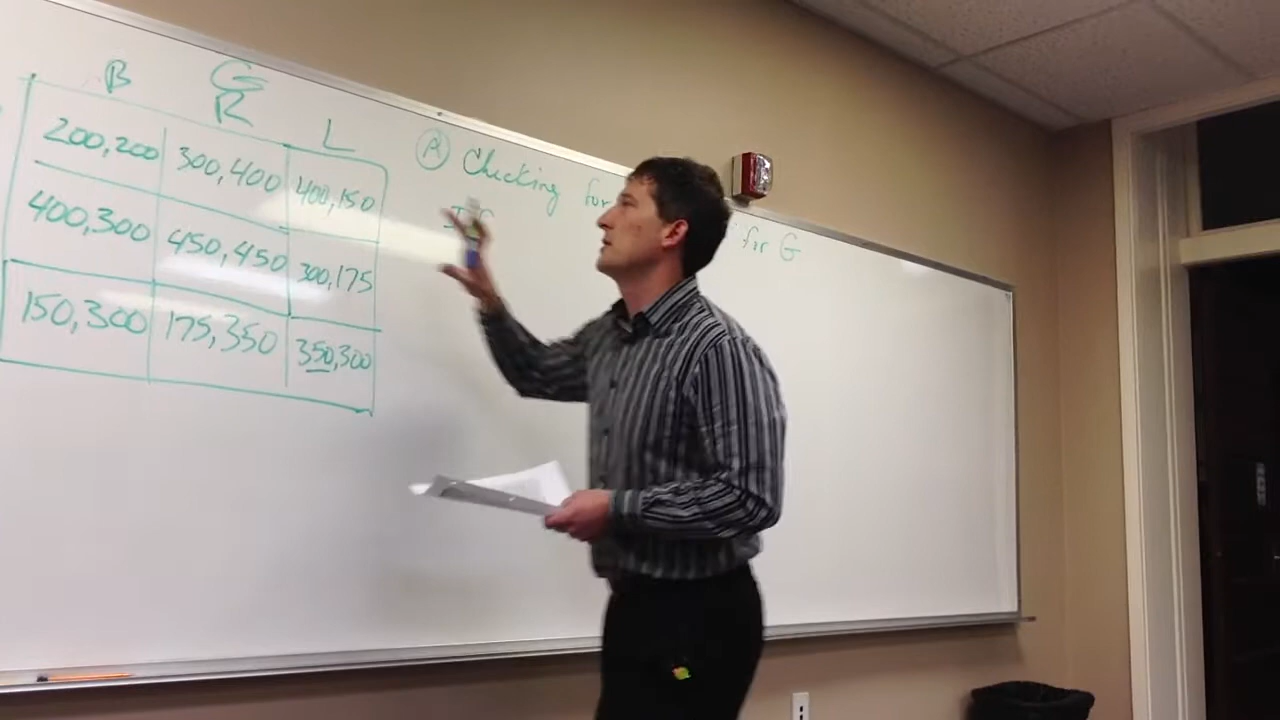 G
B R L
200,200 300,400 400,150
400,300 450,450 300,175
150,300 175,350 350,300
A Checking for
for G